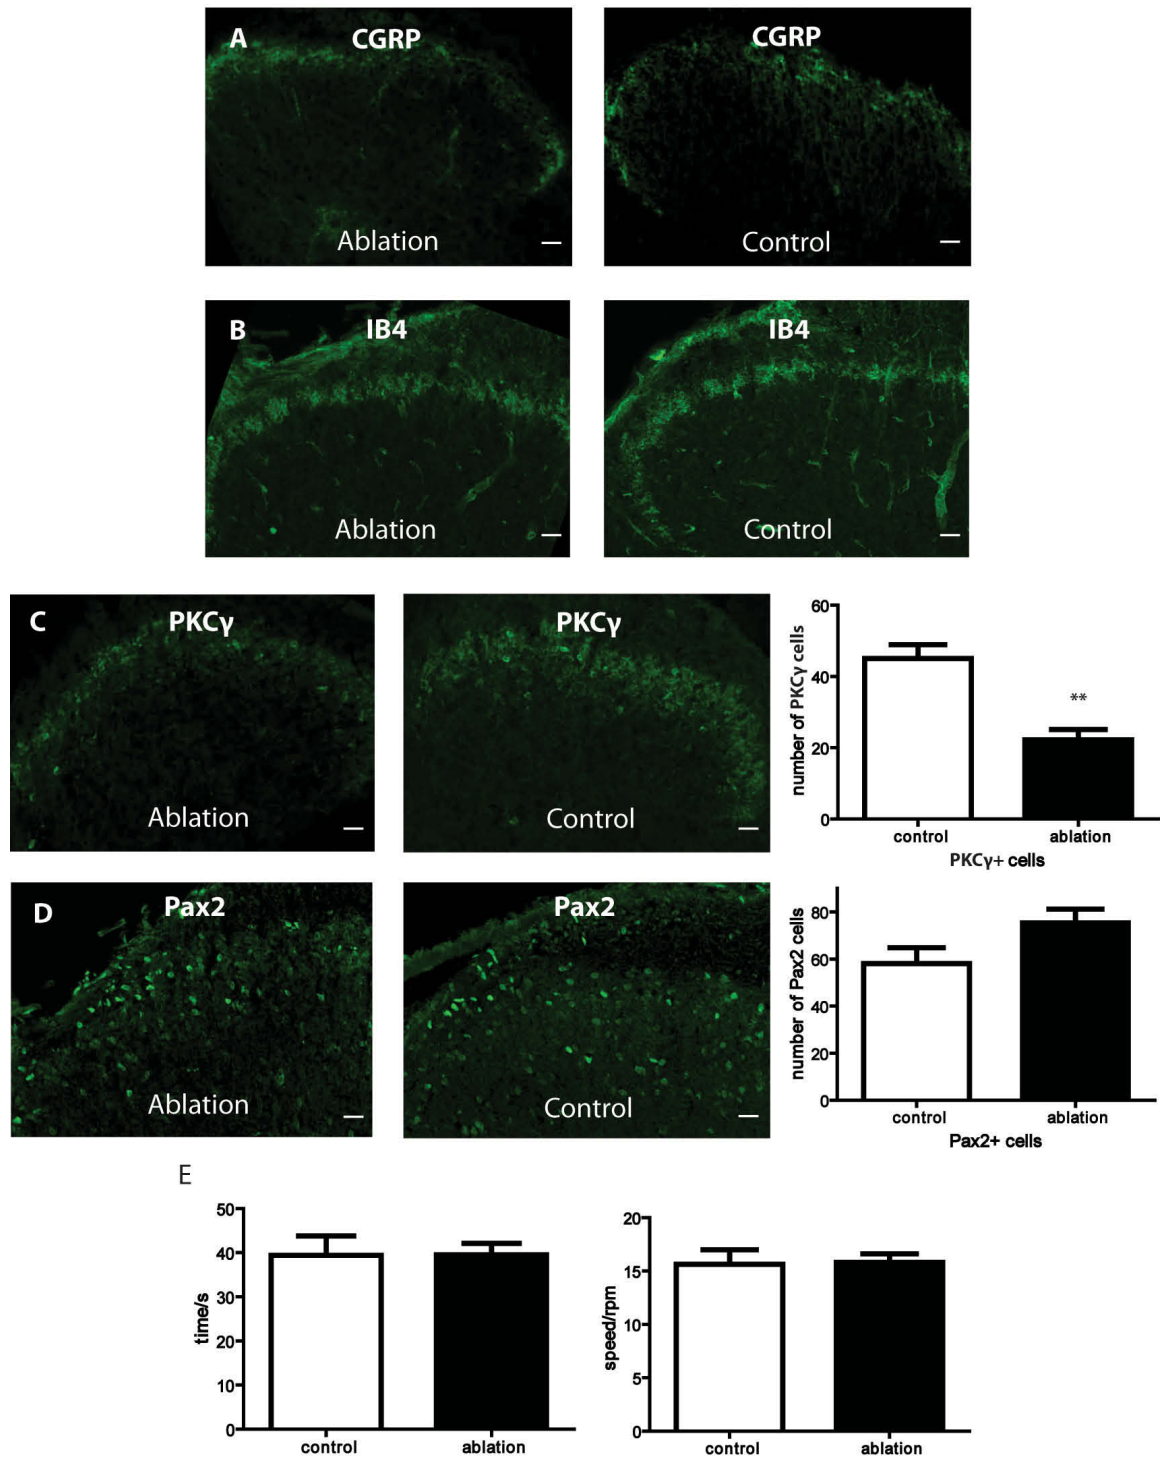 A
CGRP
Ablation
CGRP
Control
B
IB4
Ablation
IB4
Control
C
PKCγ
Ablation
PKCγ
Control
60
40
20
0
number of PKCγ cells
**
control
ablation
PKCγ+ cells
D
Pax2
Ablation
Pax2
Control
80
60
40
20
0
number of Pax2 cells
control
ablation
Pax2+ cells
E
50
40
30
20
10
0
time/s
control
ablation
20
15
10
5
0
speed/rpm
control
ablation